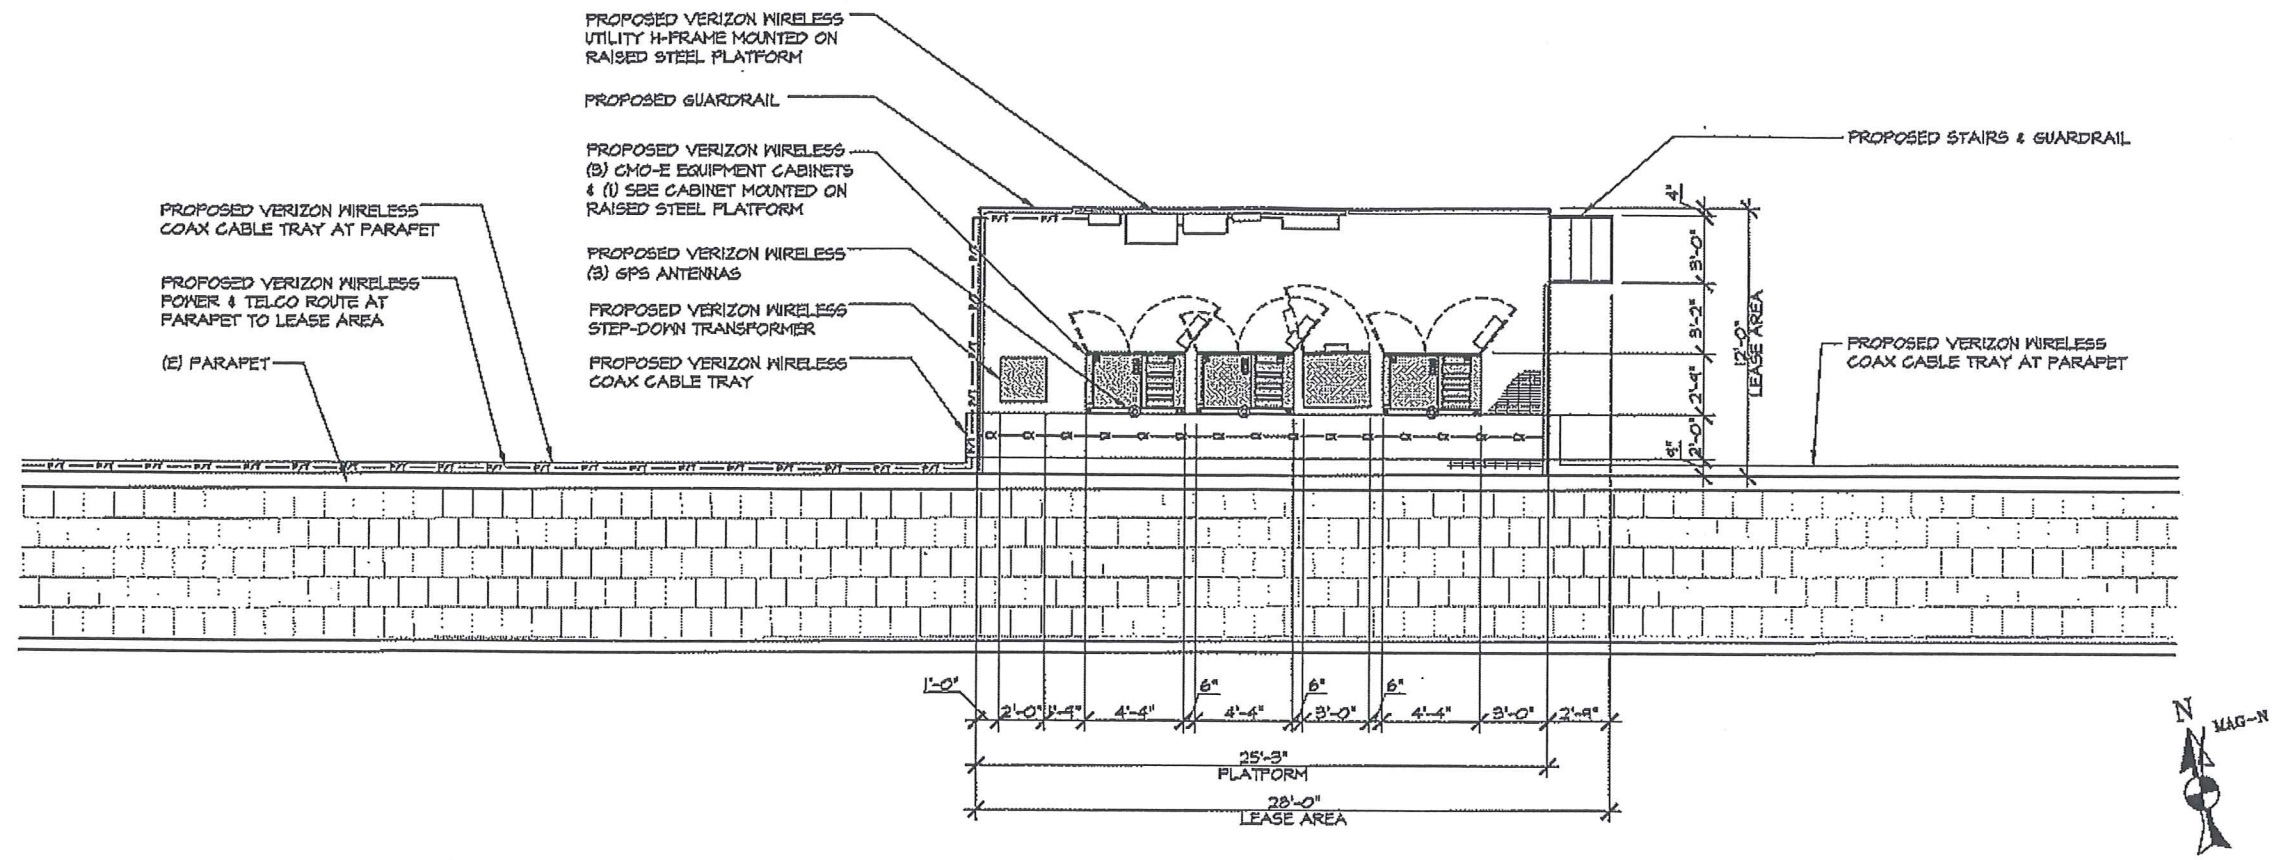 PROPOSED VERIZON WIRELESS
UTILITY H-FRAME MOUNTED ON
RAISED STEEL PLATFORM
PROPOSED GUARDRAIL
PROPOSED VERIZON WIRELESS
(3) CMO-E EQUIPMENT CABINETS
& (1) SBE CABINET MOUNTED ON
RAISED STEEL PLATFORM
PROPOSED VERIZON WIRELESS
(3) GPS ANTENNAS
PROPOSED VERIZON WIRELESS
STEP-DOWN TRANSFORMER
PROPOSED VERIZON WIRELESS
COAX CABLE TRAY
PROPOSED VERIZON WIRELESS
COAX CABLE TRAY AT PARAPET
PROPOSED VERIZON WIRELESS
POWER & TELCO ROUTE AT
PARAPET TO LEASE AREA
(E) PARAPET
PROPOSED STAIRS & GUARDRAIL
PROPOSED VERIZON WIRELESS
COAX CABLE TRAY AT PARAPET
4"
3'-0"
3'-2"
2'-4"
2'-0"
4"
12'-0"
LEASE AREA
P/T P/T P/T P/T P/T P/T P/T P/T P/T P/T P/T P/T P/T P/T P/T P/T P/T P/T P/T
1'-0" 2'-0" 1'-4" 4'-4" 6" 4'-4" 6" 3'-0" 6" 4'-4" 3'-0" 2'-9"
25'-3"
PLATFORM
28'-0"
LEASE AREA
N
MAG-N